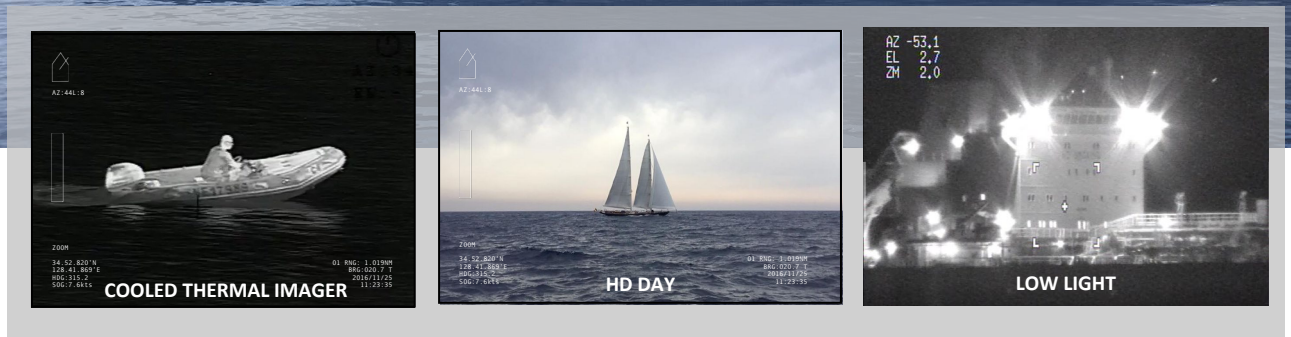 AZ:44L:8
ZOOM
34.52.820'N
128.41.869'E
HDG:315.2
SOG:7.6kts
01 RNG: 1.019NM
BRG:020.7 T
2016/11/25
11:23:35
COOLED THERMAL IMAGER
AZ:44L:8
ZOOM
34.52.820'N
128.41.869'E
HDG:315.2
SOG:7.6kts
01 RNG: 1.019NM
BRG:020.7 T
2016/11/25
11:23:35
HD DAY
AZ -53.1
EL 2.7
ZM 2.0
LOW LIGHT